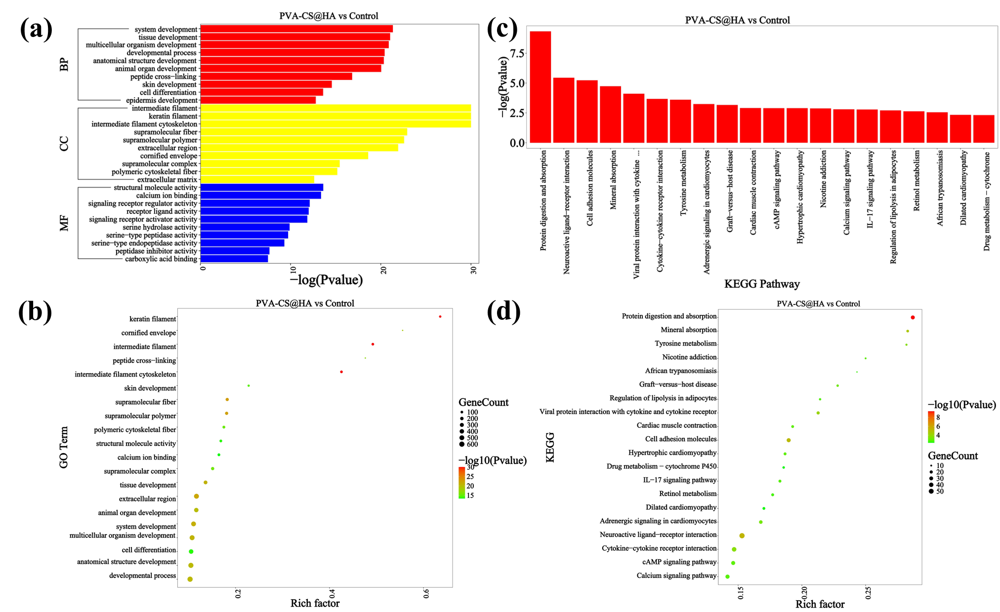 (a)
PVA-CS@HA vs Control
BP
system development
tissue development
multicellular organism development
developmental process
anatomical structure development
animal organ development
peptide cross−linking
skin development
cell differentiation
epidermis development
CC
intermediate filament
keratin filament
intermediate filament cytoskeleton
supramolecular fiber
supramolecular polymer
extracellular region
cornified envelope
supramolecular complex
polymeric cytoskeletal fiber
extracellular matrix
MF
structural molecule activity
calcium ion binding
signaling receptor regulator activity
receptor ligand activity
signaling receptor activator activity
serine hydrolase activity
serine−type peptidase activity
serine−type endopeptidase activity
peptidase inhibitor activity
carboxylic acid binding
0
10
20
30
−log(Pvalue)
(c)
PVA-CS@HA vs Control
−log(Pvalue)
7.5
5.0
2.5
0.0
Protein digestion and absorption
Neuroactive ligand−receptor interaction
Cell adhesion molecules
Mineral absorption
Viral protein interaction with cytokine ...
Cytokine−cytokine receptor interaction
Tyrosine metabolism
Adrenergic signaling in cardiomyocytes
Graft−versus−host disease
Cardiac muscle contraction
cAMP signaling pathway
Hypertrophic cardiomyopathy
Nicotine addiction
Calcium signaling pathway
IL−17 signaling pathway
Regulation of lipolysis in adipocytes
Retinol metabolism
African trypanosomiasis
Dilated cardiomyopathy
Drug metabolism − cytochrome
KEGG Pathway
(b)
PVA-CS@HA vs Control
GO Term
keratin filament
cornified envelope
intermediate filament
peptide cross−linking
intermediate filament cytoskeleton
skin development
supramolecular fiber
supramolecular polymer
polymeric cytoskeletal fiber
structural molecule activity
calcium ion binding
supramolecular complex
tissue development
extracellular region
animal organ development
system development
multicellular organism development
cell differentiation
anatomical structure development
developmental process
0.2
0.4
0.6
Rich factor
GeneCount
100
200
300
400
500
600
−log10(Pvalue)
30
25
20
15
(d)
PVA-CS@HA vs Control
KEGG
Protein digestion and absorption
Mineral absorption
Tyrosine metabolism
Nicotine addiction
African trypanosomiasis
Graft−versus−host disease
Regulation of lipolysis in adipocytes
Viral protein interaction with cytokine and cytokine receptor
Cardiac muscle contraction
Cell adhesion molecules
Hypertrophic cardiomyopathy
Drug metabolism − cytochrome P450
IL−17 signaling pathway
Retinol metabolism
Dilated cardiomyopathy
Adrenergic signaling in cardiomyocytes
Neuroactive ligand−receptor interaction
Cytokine−cytokine receptor interaction
cAMP signaling pathway
Calcium signaling pathway
0.15
0.20
0.25
Rich factor
−log10(Pvalue)
8
6
4
GeneCount
10
20
30
40
50